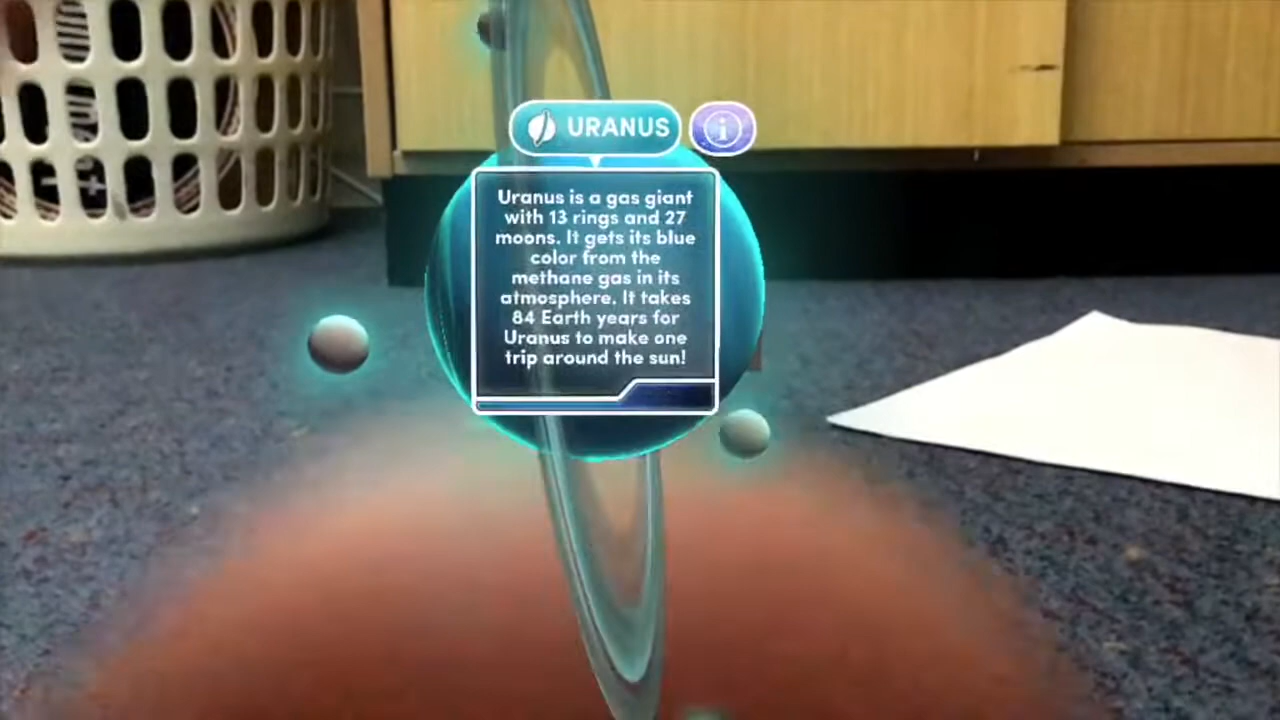 URANUS
i
Uranus is a gas giant
with 13 rings and 27
moons. It gets its blue
color from the
methane gas in its
atmosphere. It takes
84 Earth years for
Uranus to make one
trip around the sun!